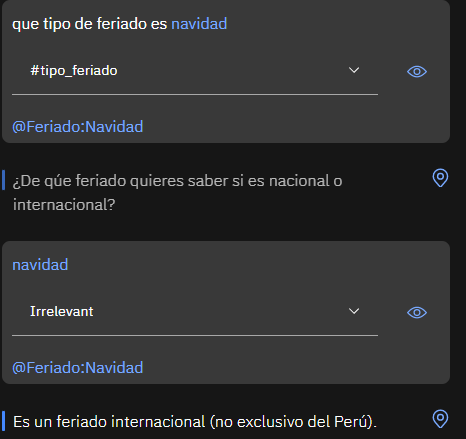 que tipo de feriado es navidad
#tipo_feriado
@Feriado:Navidad
¿De qúe feriado quieres saber si es nacional o
internacional?
navidad
Irrelevant
@Feriado:Navidad
Es un feriado internacional (no exclusivo del Perú).